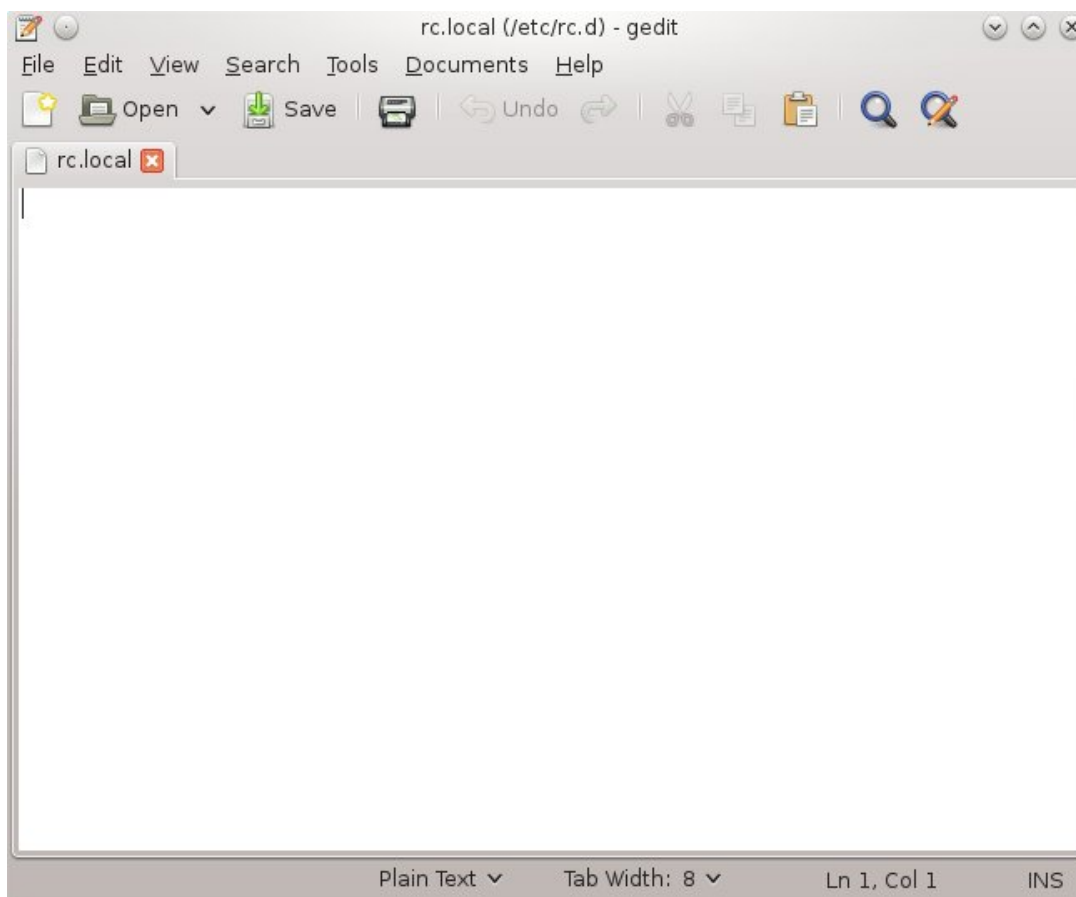 rc.local (/etc/rc.d) - gedit
File Edit View Search Tools Documents Help
Open Save Undo
rc.local
Plain Text Tab Width: 8 Ln 1, Col 1 INS